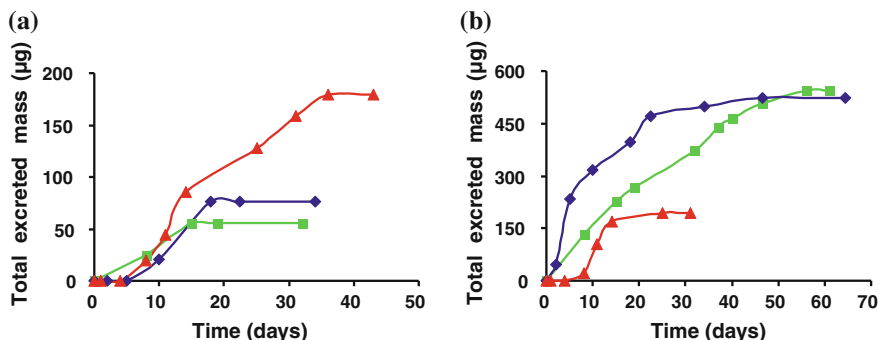 (a)
Total excreted mass (µg)
200
150
100
50
0
0 10 20 30 40 50
Time (days)
(b)
Total excreted mass (µg)
600
450
300
150
0
0 10 20 30 40 50 60 70
Time (days)